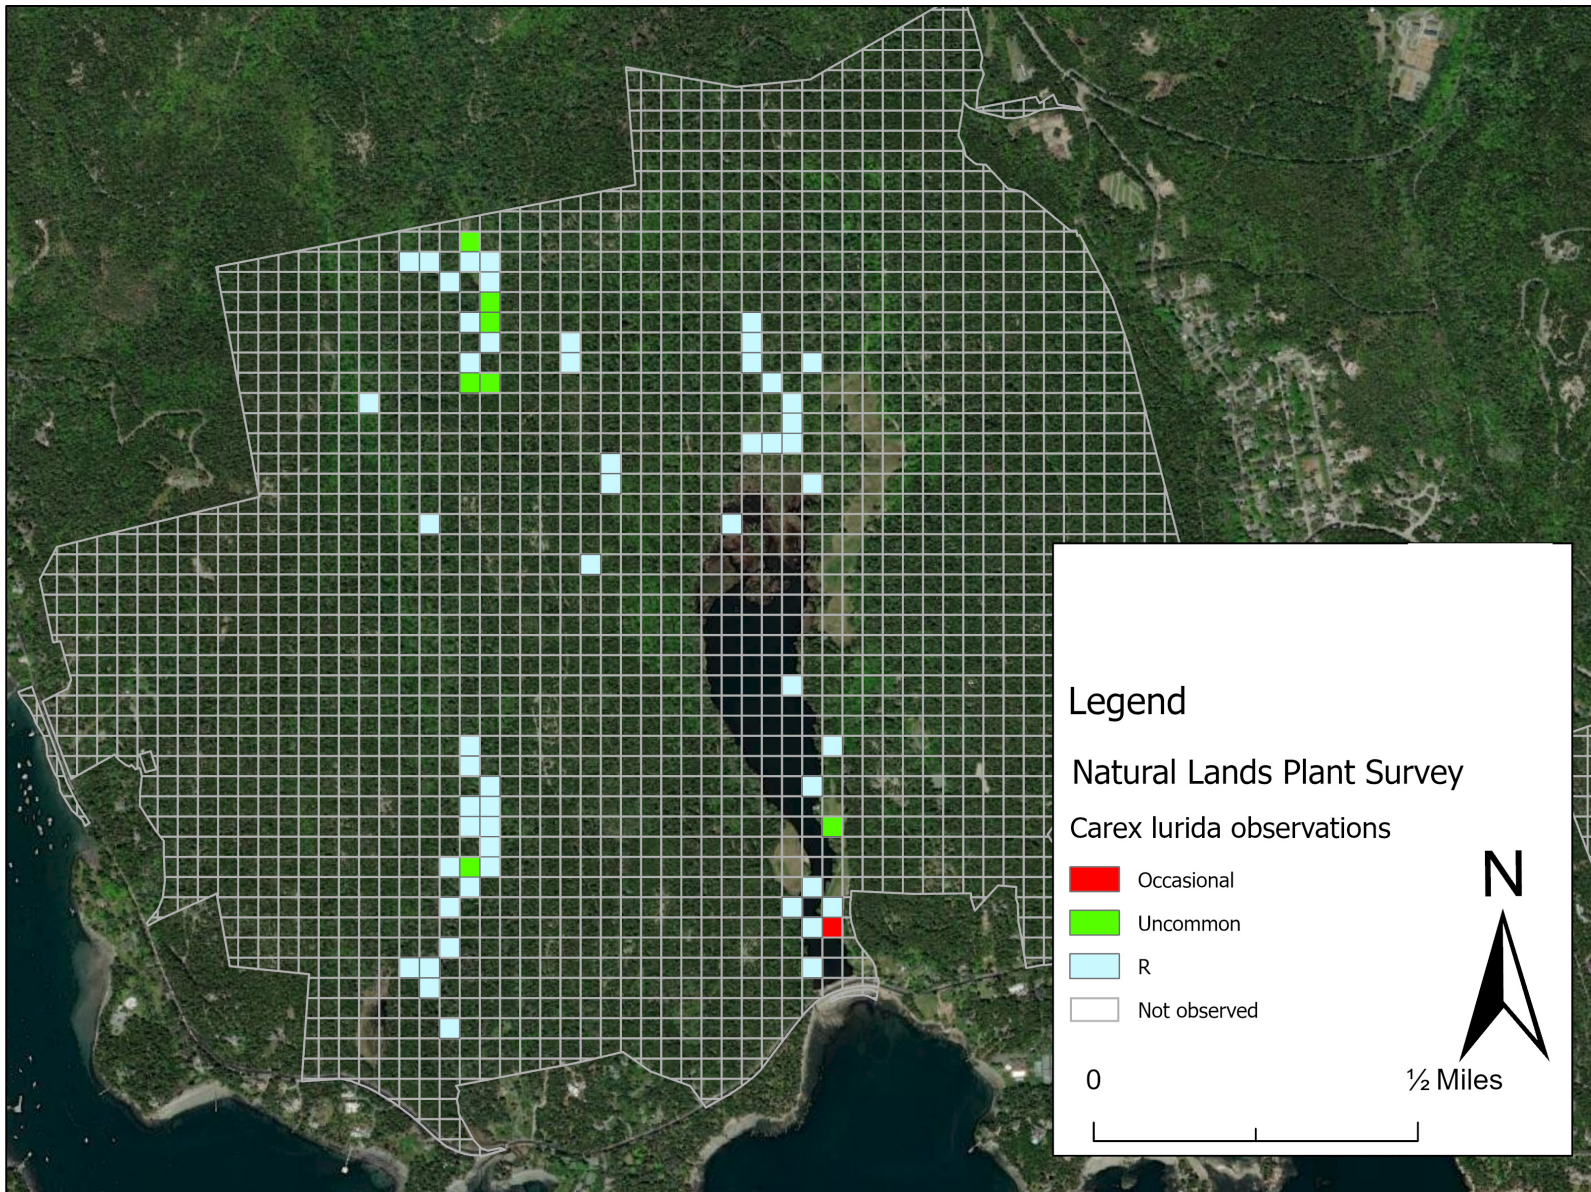 Legend
Natural Lands Plant Survey
Carex lurida observations
Occasional
Uncommon
R
Not observed
N
0 ½ Miles